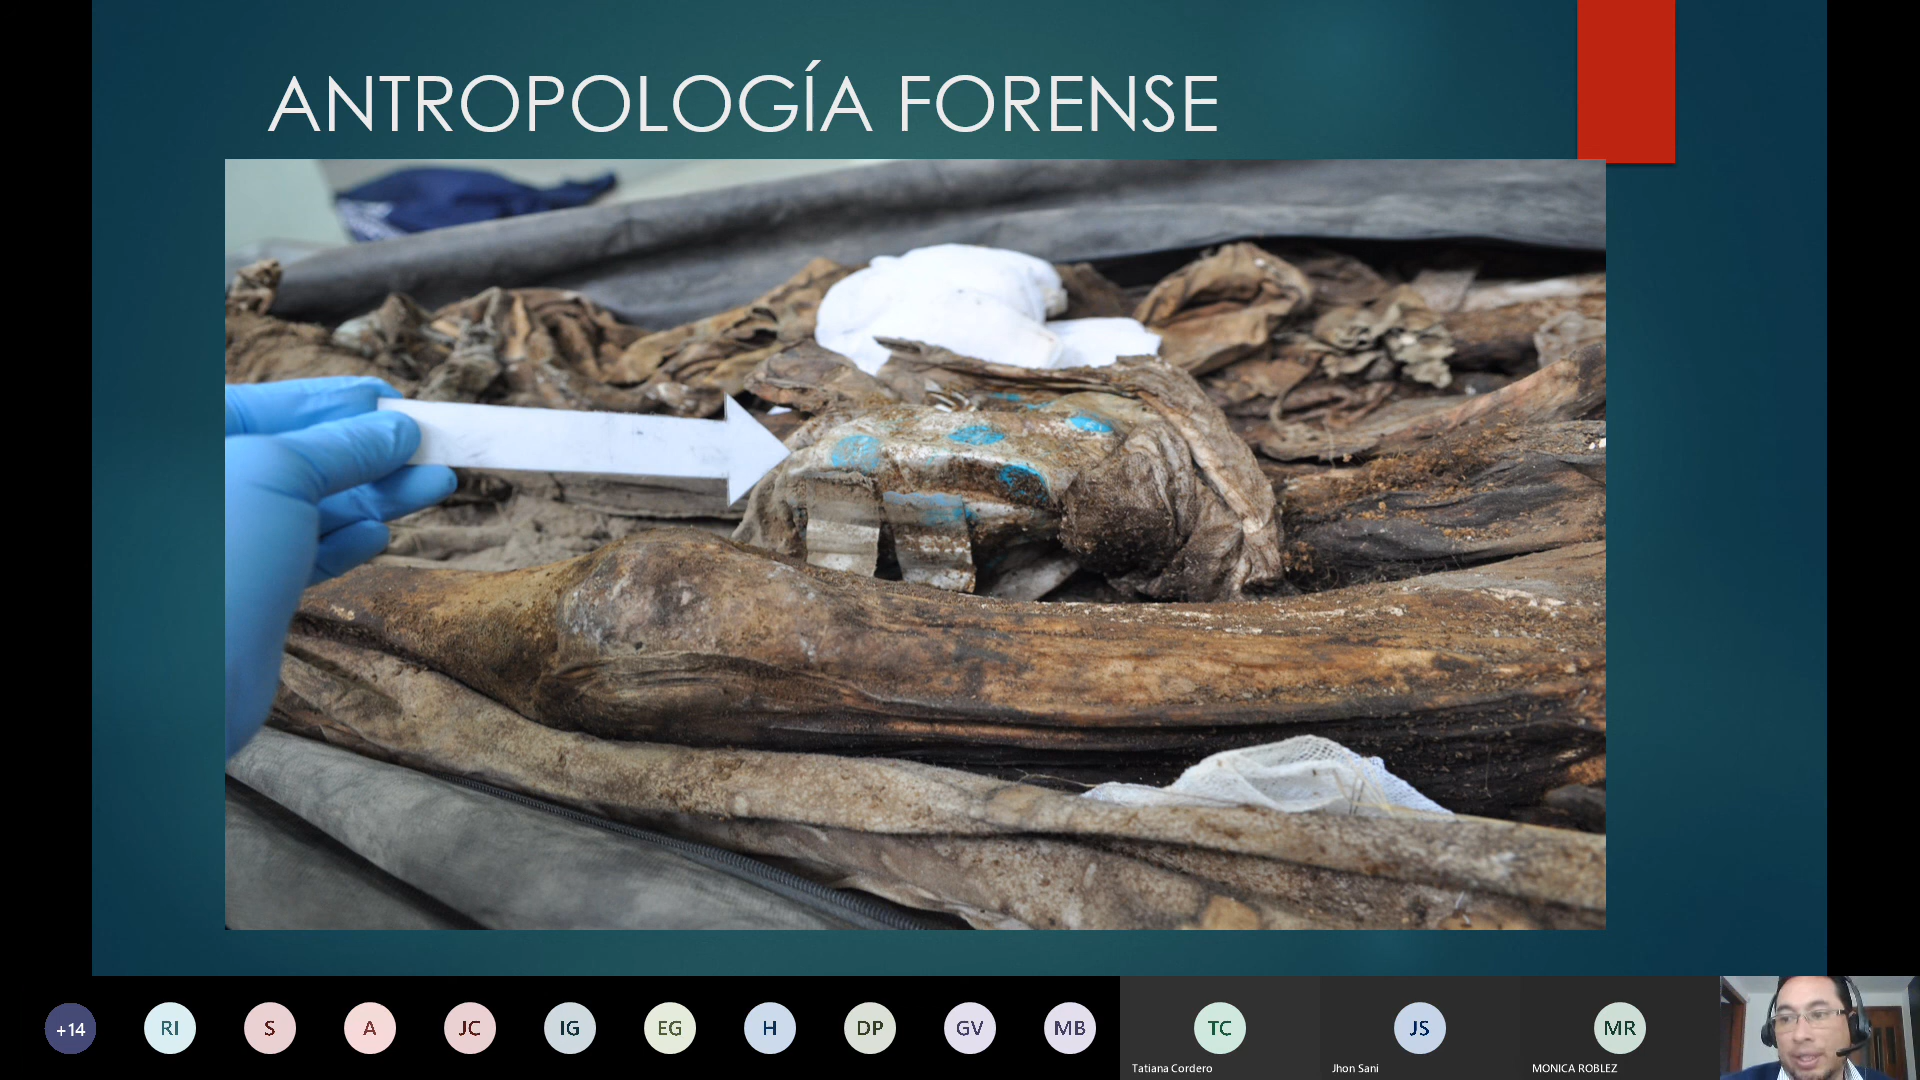 ANTROPOLOGÍA FORENSE
+14
RI
S
A
JC
IG
EG
H
DP
GV
MB
TC
JS
MR
Tatiana Cordero
Jhon Sani
MONICA ROBLEZ